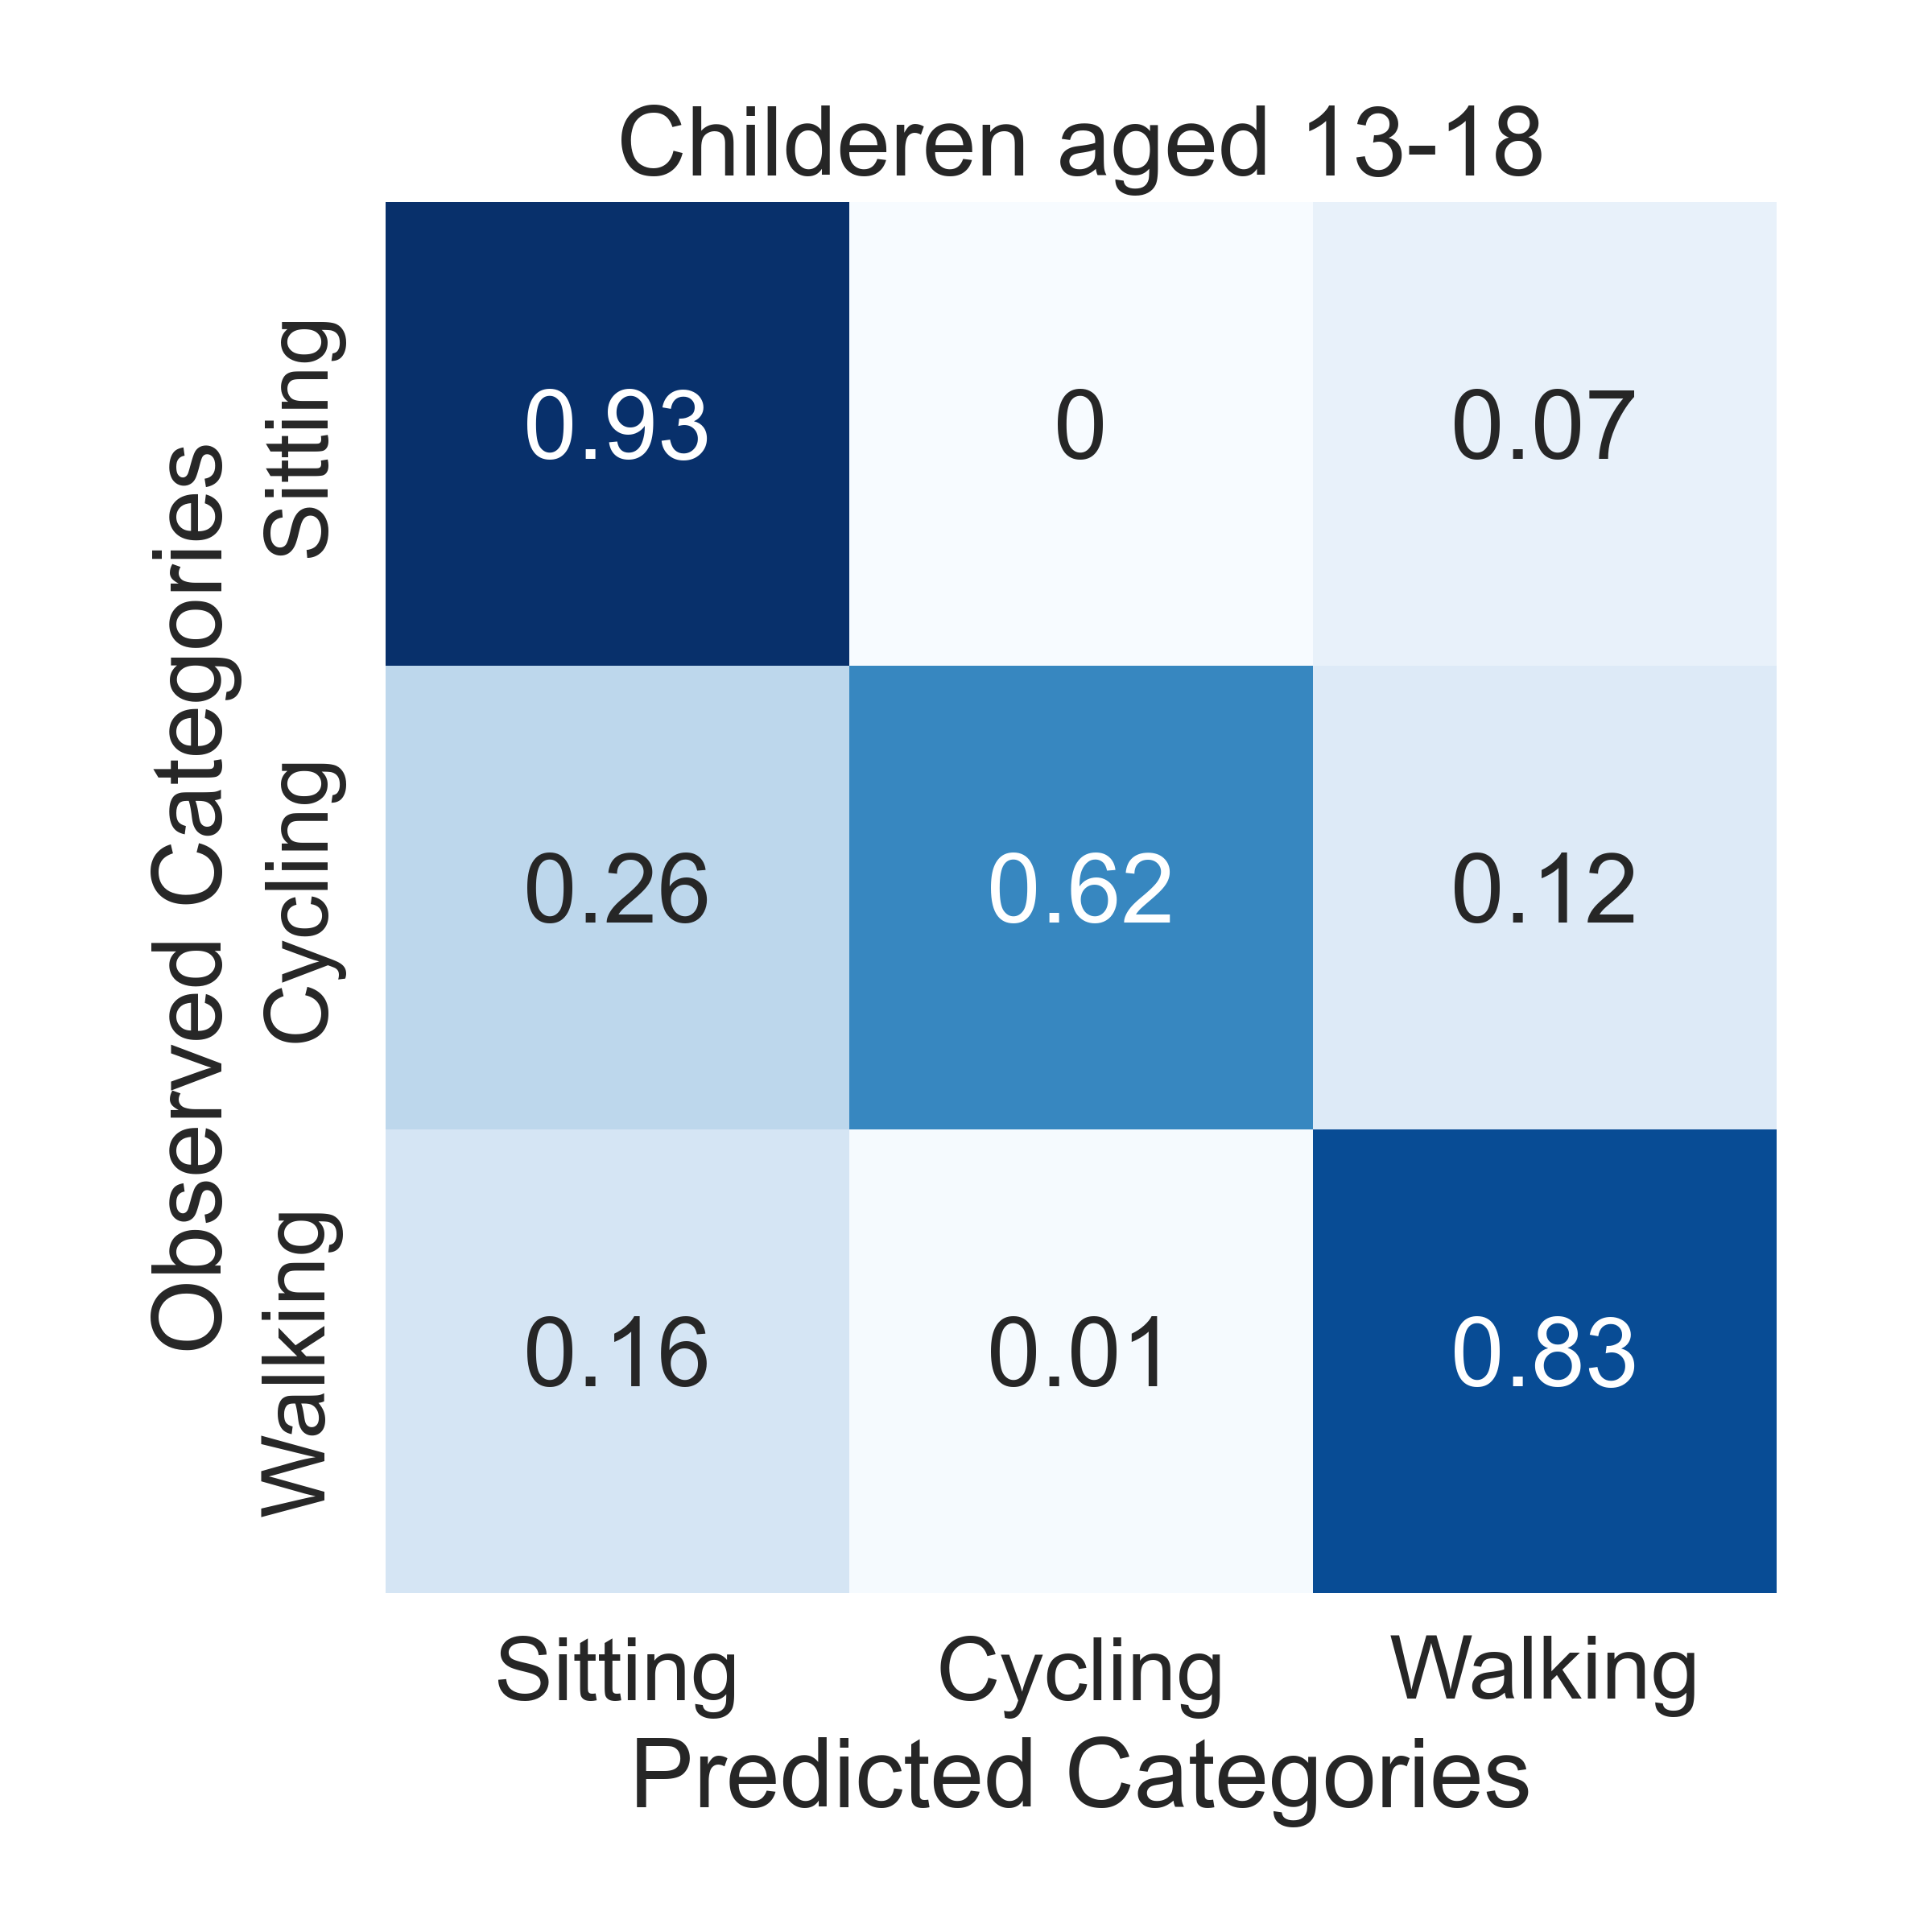 Childeren aged 13-18
Observed Categories
Sitting
0.93 0 0.07
Cycling
0.26 0.62 0.12
Walking
0.16 0.01 0.83
Sitting Cycling Walking
Predicted Categories